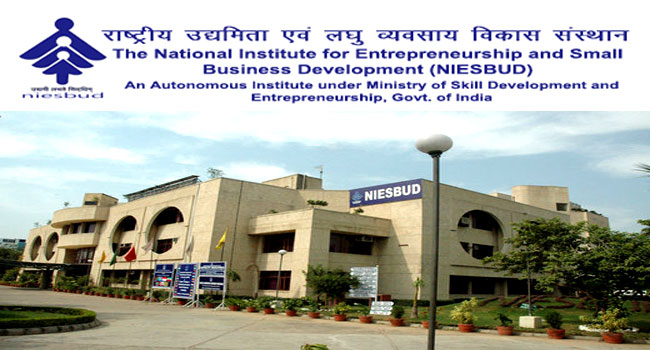 राष्ट्रीय उद्यमिता एवं लघु व्यवसाय विकास संस्थान
The National Institute for Entrepreneurship and Small
Business Development (NIESBUD)
An Autonomous Institute under Ministry of Skill Development and
Entrepreneurship, Govt. of India
niesbud
NIESBUD